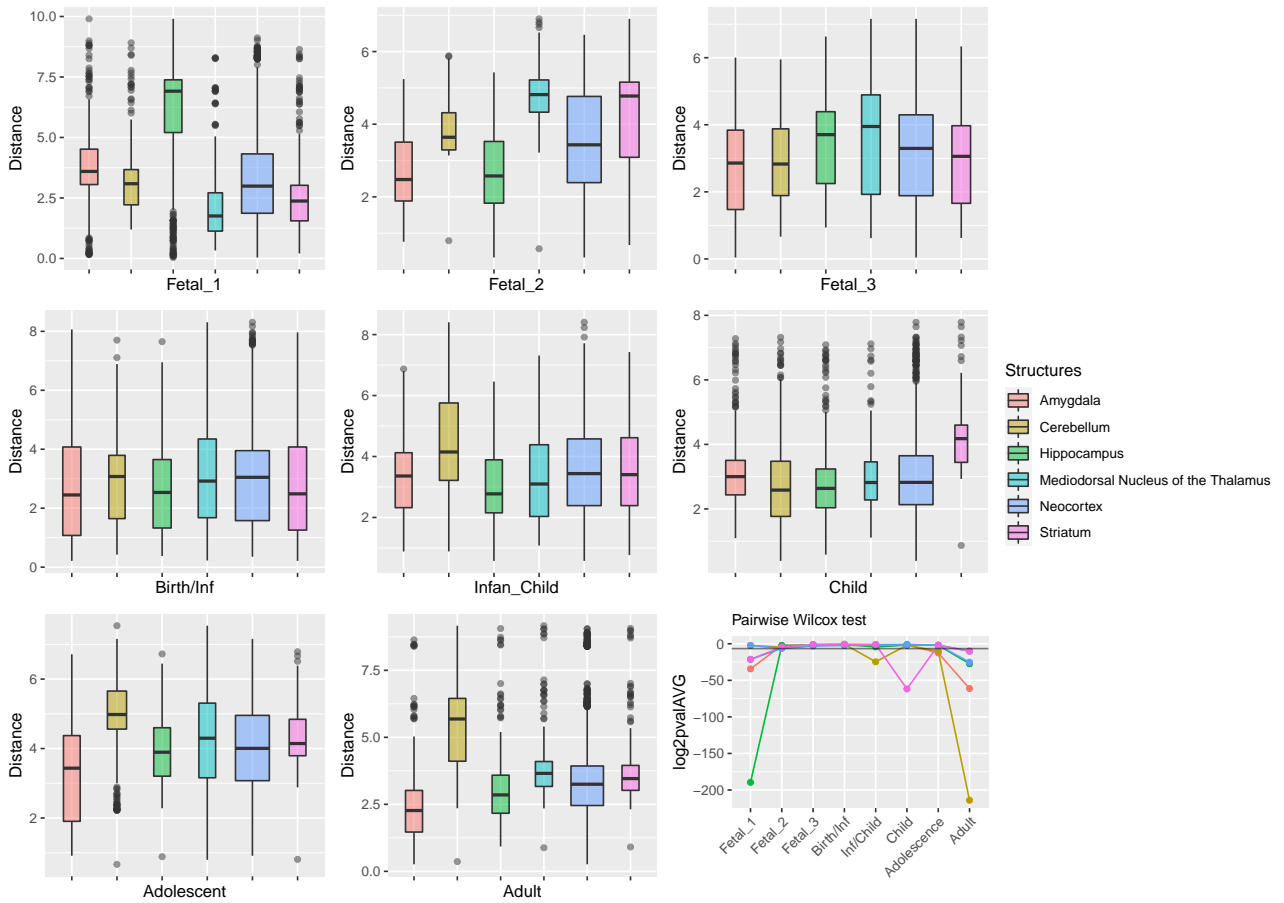 10.0
7.5
5.0
2.5
0.0
Distance
Fetal_1
6
4
2
Distance
Fetal_2
6
4
2
0
Distance
Fetal_3
8
6
4
2
0
Distance
Birth/Inf
8
6
4
2
Distance
Infan_Child
8
6
4
2
Distance
Child
Structures
Amygdala
Cerebellum
Hippocampus
Mediodorsal Nucleus of the Thalamus
Neocortex
Striatum
6
4
2
Distance
Adolescent
7.5
5.0
2.5
0.0
Distance
Adult
Pairwise Wilcox test
0
−50
−100
−150
−200
log2pvalAVG
Fetal_1
Fetal_2
Fetal_3
Birth/Inf
Inf/Child
Child
Adolescence
Adult